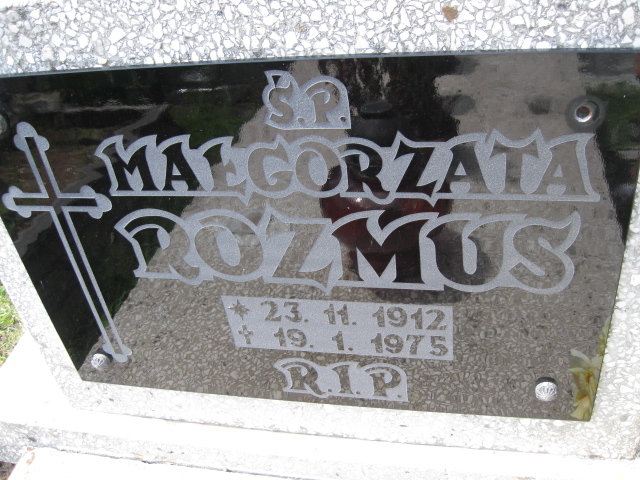 Ś.P.
MAŁGORZATA
ROZMUS
* 23. 11. 1912
† 19. 1. 1975
R.I.P.